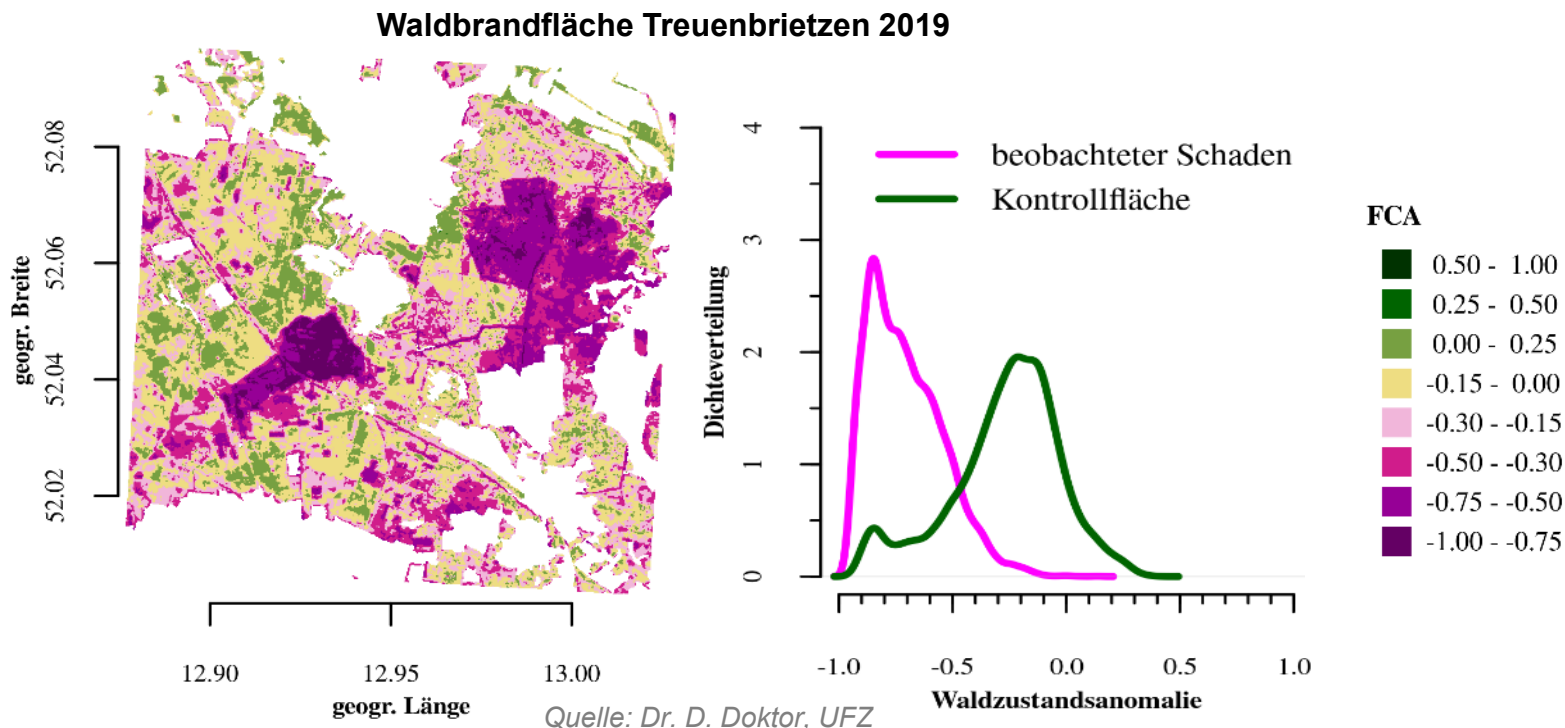 Waldbrandfläche Treuenbrietzen 2019
geogr. Breite
52.08
52.06
52.04
52.02
12.90
12.95
13.00
geogr. Länge
Dichteverteilung
4
3
2
1
0
beobachteter Schaden
Kontrollfläche
-1.0
-0.5
0.0
0.5
1.0
Waldzustandsanomalie
FCA
0.50 - 1.00
0.25 - 0.50
0.00 - 0.25
-0.15 - 0.00
-0.30 - -0.15
-0.50 - -0.30
-0.75 - -0.50
-1.00 - -0.75
Quelle: Dr. D. Doktor, UFZ